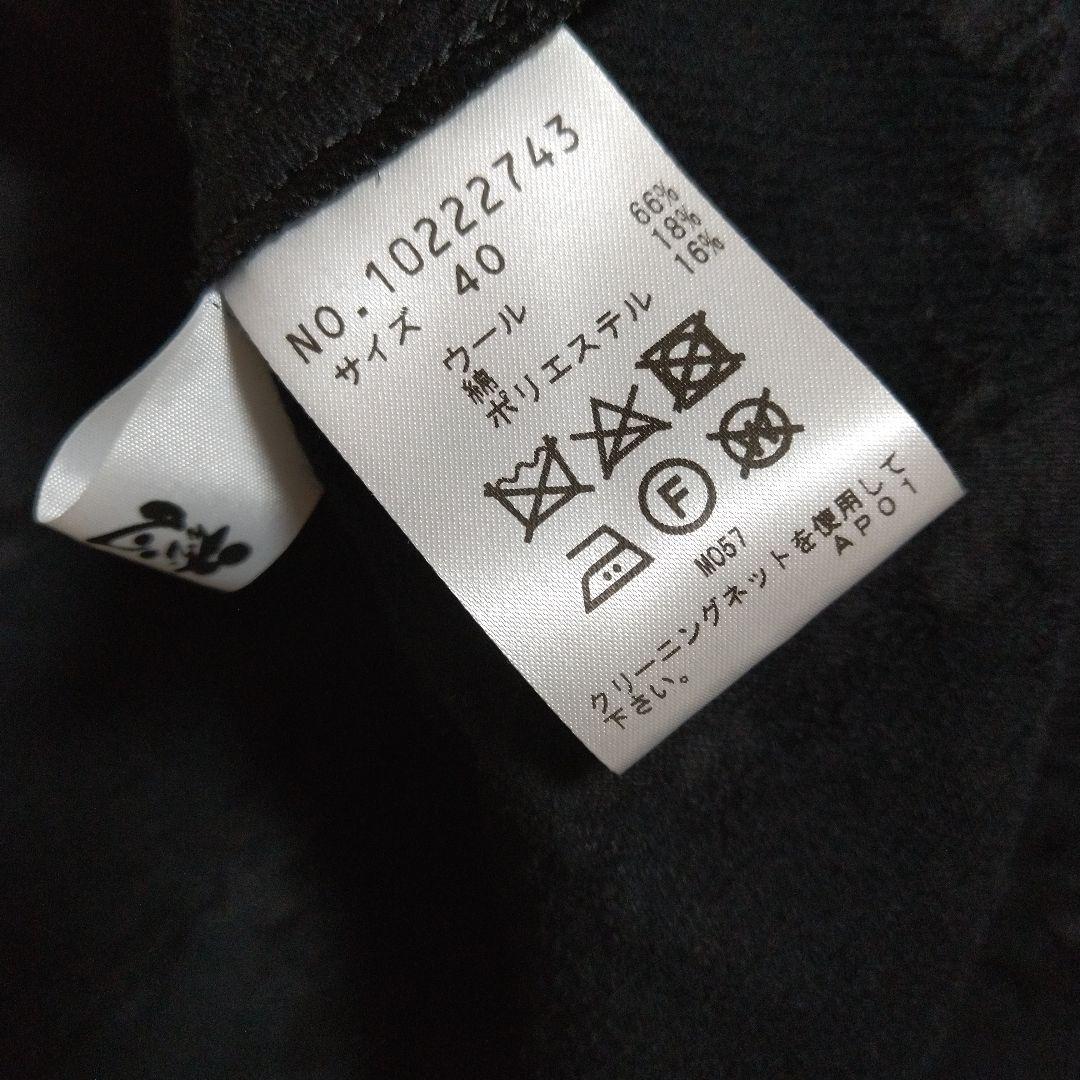 NO.10222743
サイズ 40
ウール 66%
綿 18%
ポリエステル 16%
F
W
M057
クリーニングネットを使用して
下さい。
AP01